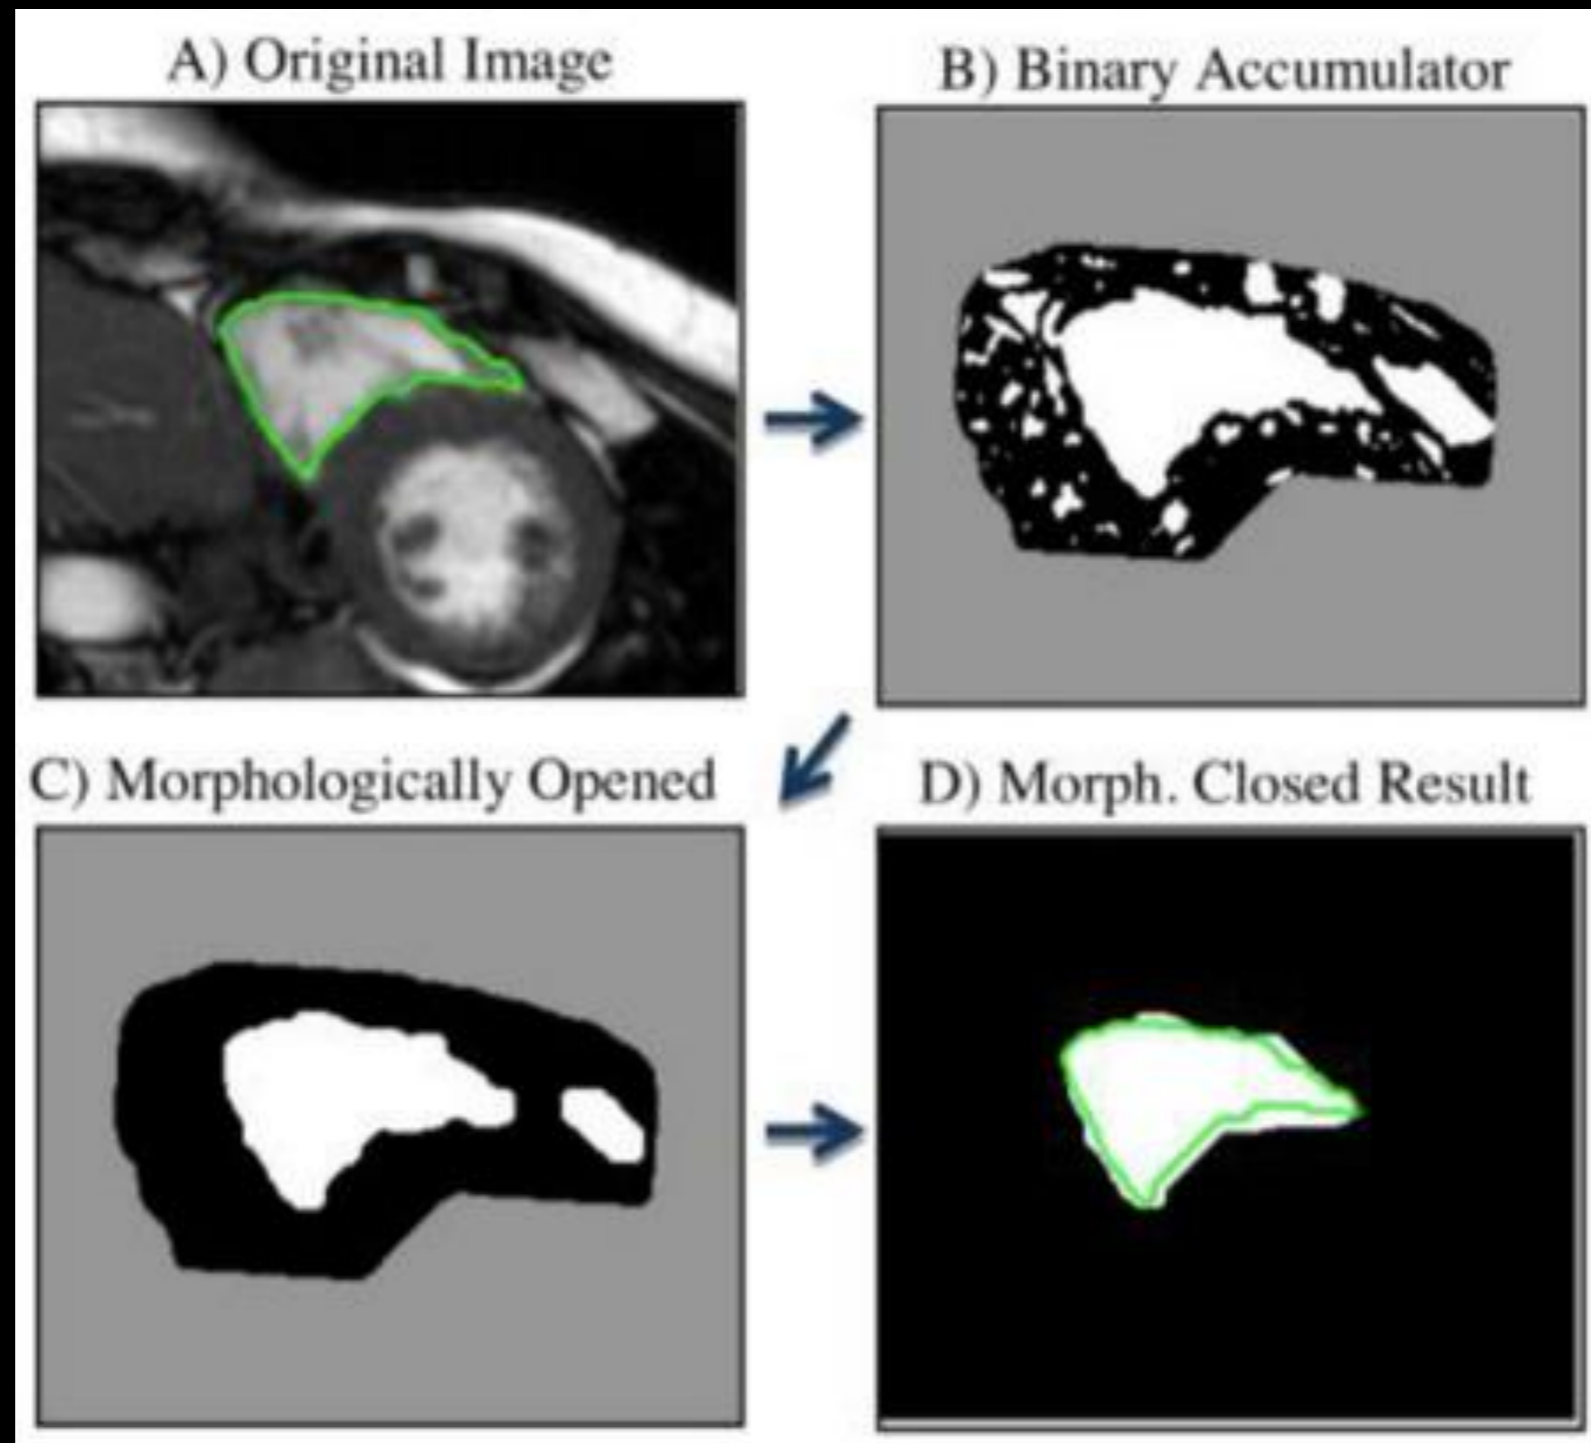 A) Original Image
B) Binary Accumulator
C) Morphologically Opened
D) Morph. Closed Result